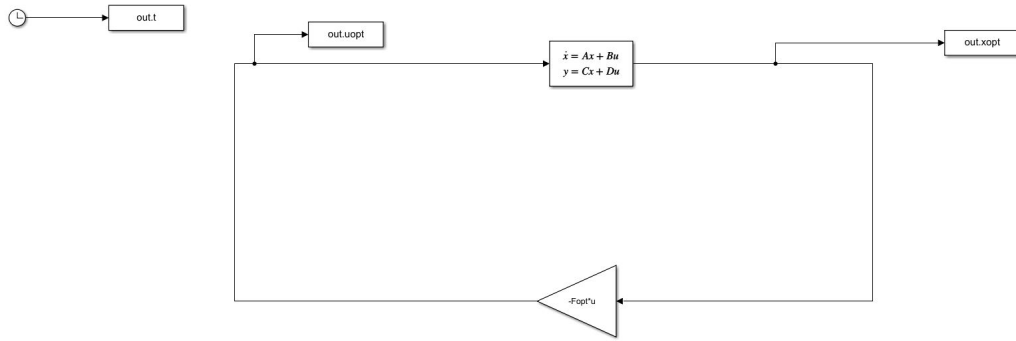 out.t
out.uopt
ẋ = Ax + Bu
y = Cx + Du
out.xopt
-Fopt*u